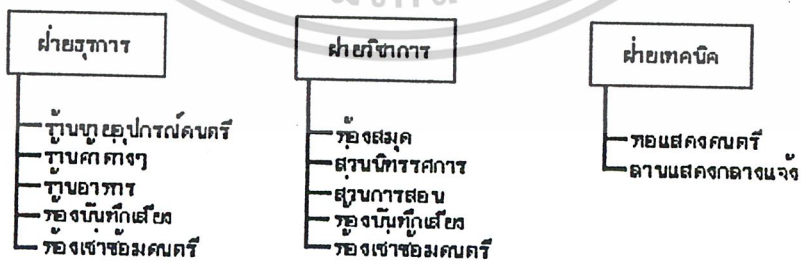 ฝ่ายธุรการ
ร้านขายอุปกรณ์ดนตรี
ร้านค้าต่างๆ
ร้านอาหาร
ห้องบันทึกเสียง
ห้องเช่าซ้อมดนตรี
ฝ่ายวิชาการ
ห้องสมุด
ส่วนนิทรรศการ
ส่วนการสอน
ห้องบันทึกเสียง
ห้องเช่าซ้อมดนตรี
ฝ่ายเทคนิค
หอแสดงดนตรี
ลานแสดงกลางแจ้ง